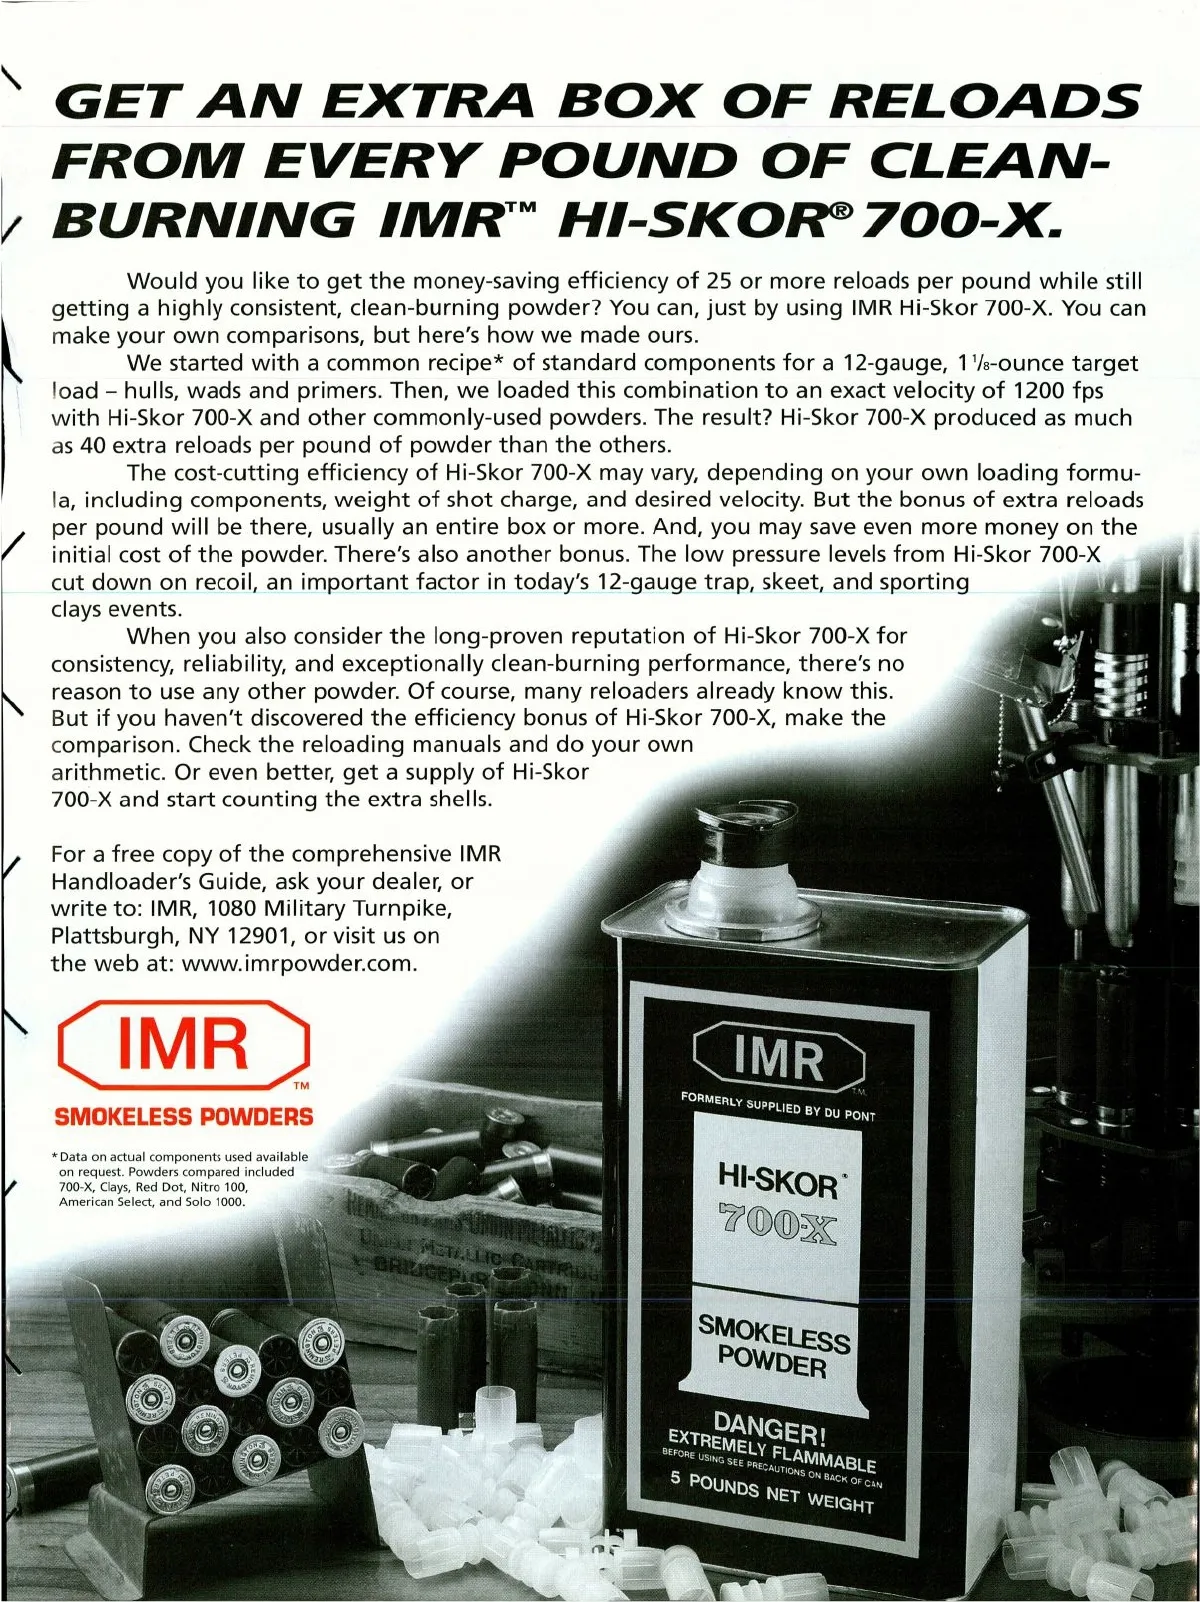 GET AN EXTRA BOX OF RELOADS
FROM EVERY POUND OF CLEAN-
BURNING IMR™ HI-SKOR® 700-X.
Would you like to get the money-saving efficiency of 25 or more reloads per pound while still
getting a highly consistent, clean-burning powder? You can, just by using IMR Hi-Skor 700-X. You can
make your own comparisons, but here's how we made ours.
We started with a common recipe* of standard components for a 12-gauge, 1 1/8-ounce target
load – hulls, wads and primers. Then, we loaded this combination to an exact velocity of 1200 fps
with Hi-Skor 700-X and other commonly-used powders. The result? Hi-Skor 700-X produced as much
as 40 extra reloads per pound of powder than the others.
The cost-cutting efficiency of Hi-Skor 700-X may vary, depending on your own loading formu-
la, including components, weight of shot charge, and desired velocity. But the bonus of extra reloads
per pound will be there, usually an entire box or more. And, you may save even more money on the
initial cost of the powder. There's also another bonus. The low pressure levels from Hi-Skor 700-X
cut down on recoil, an important factor in today's 12-gauge trap, skeet, and sporting
clays events.
When you also consider the long-proven reputation of Hi-Skor 700-X for
consistency, reliability, and exceptionally clean-burning performance, there's no
reason to use any other powder. Of course, many reloaders already know this.
But if you haven't discovered the efficiency bonus of Hi-Skor 700-X, make the
comparison. Check the reloading manuals and do your own
arithmetic. Or even better, get a supply of Hi-Skor
700-X and start counting the extra shells.
For a free copy of the comprehensive IMR
Handloader's Guide, ask your dealer, or
write to: IMR, 1080 Military Turnpike,
Plattsburgh, NY 12901, or visit us on
the web at: www.imrpowder.com.
IMR
™
SMOKELESS POWDERS
*Data on actual components used available
on request. Powders compared included
700-X, Clays, Red Dot, Nitro 100,
American Select, and Solo 1000.
IMR
T.M.
FORMERLY SUPPLIED BY DU PONT
HI-SKOR®
700-X
SMOKELESS
POWDER
DANGER!
EXTREMELY FLAMMABLE
BEFORE USING SEE PRECAUTIONS ON BACK OF CAN
5 POUNDS NET WEIGHT